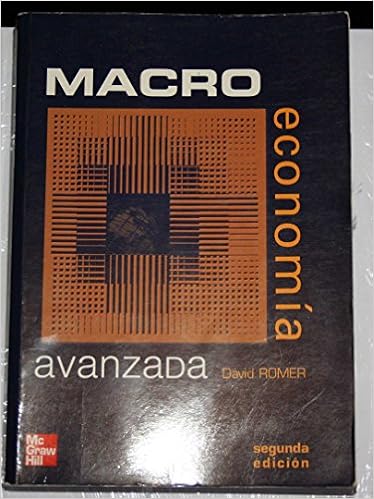 MACRO
economía
avanzada
David ROMER
Mc
Graw
Hill
segunda
edición